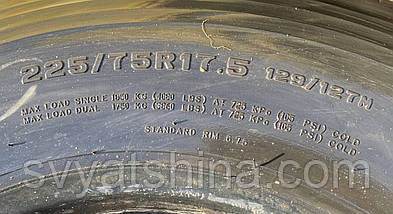 225/75R17.5 129/127M
MAX LOAD SINGLE 1850 KG (4080 LBS) AT 725 KPa (105 PSI) COLD
MAX LOAD DUAL 1750 KG (3860 LBS) AT 725 KPa (105 PSI) COLD
STANDARD RIM 6.75
svyatshina.com.ua